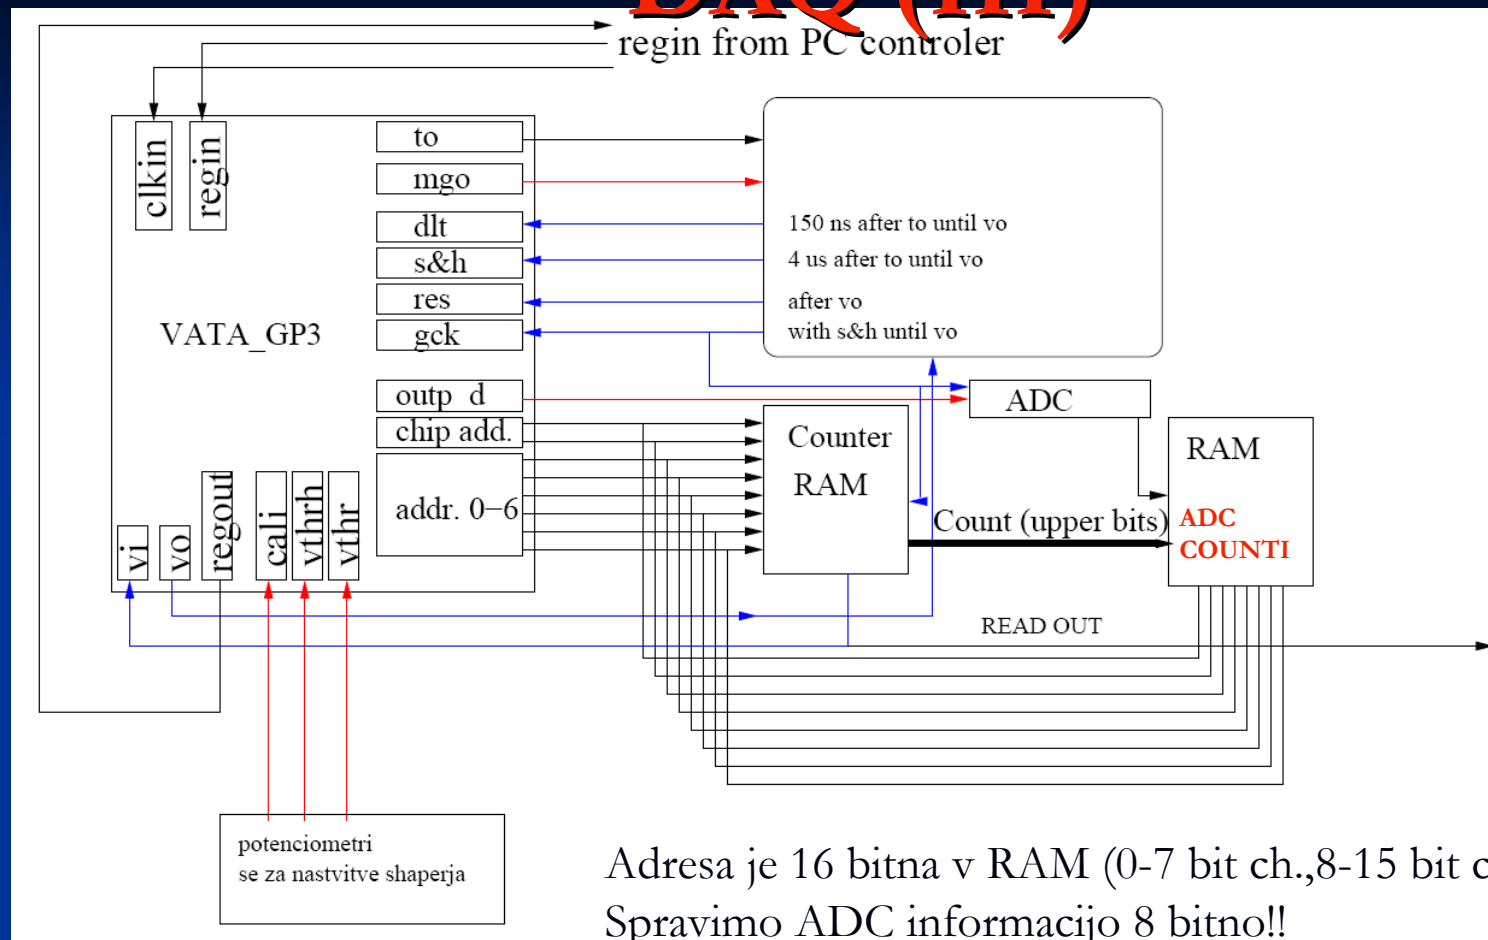 DAQ (III)
regin from PC controler
clkin
regin
to
mgo
dlt
s&h
res
gck
150 ns after to until vo
4 us after to until vo
after vo
with s&h until vo
VATA_GP3
outp d
chip add.
addr. 0−6
ADC
Counter
RAM
RAM
Count (upper bits)
ADC
COUNTI
vi
vo
regout
cali
vthrh
vthr
READ OUT
potenciometri
se za nastvitve shaperja
Adresa je 16 bitna v RAM (0-7 bit ch.,8-15 bit
Spravimo ADC informacijo 8 bitno!!